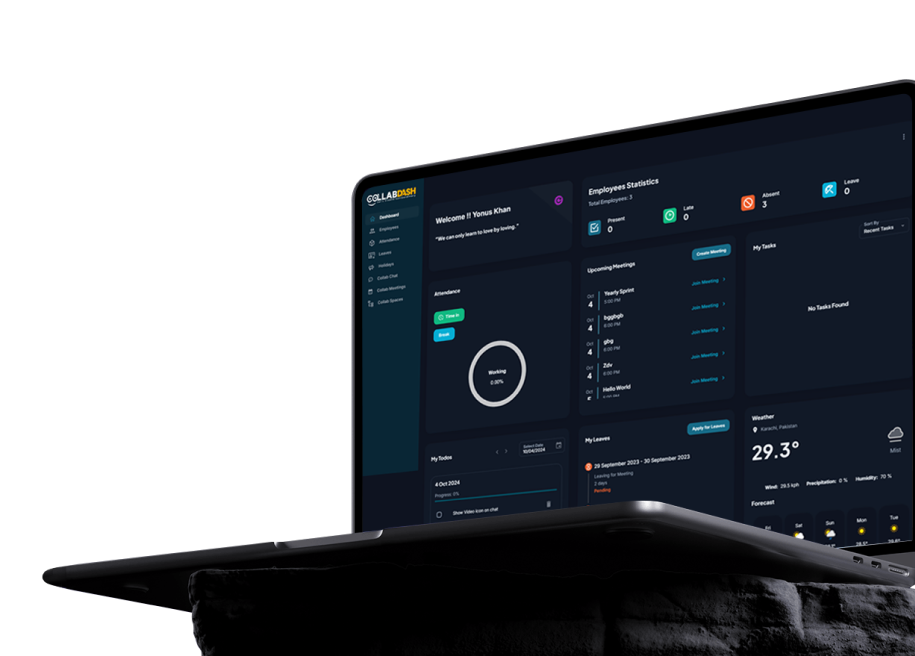 COLLABDASH
Dashboard
Employees
Attendance
Leaves
Holidays
Collab Chat
Collab Meetings
Collab Spaces
Welcome !! Yonus Khan
"We can only learn to love by loving."
Employees Statistics
Total Employees: 3
Present
0
Late
0
Absent
3
Leave
0
Attendance
Time In
Break
Working
0.00%
Upcoming Meetings
Create Meeting
Oct
4
Yearly Sprint
5:00 PM
Join Meeting
Oct
4
bggbgb
6:00 PM
Join Meeting
Oct
4
gbg
6:00 PM
Join Meeting
Oct
4
Zdv
6:00 PM
Join Meeting
Oct
Hello World
Join Meeting
My Tasks
Sort By
Recent Tasks
No Tasks Found
My Todos
Select Date
10/04/2024
4 Oct 2024
Progress: 0%
Show Video icon on chat
My Leaves
Apply for Leaves
29 September 2023 - 30 September 2023
Leaving for Meeting
2 days
Pending
Weather
Karachi, Pakistan
29.3°
Mist
Wind: 29.5 kph
Precipitation: 0 %
Humidity: 70 %
Forecast
Sat
Sun
Mon
Tue